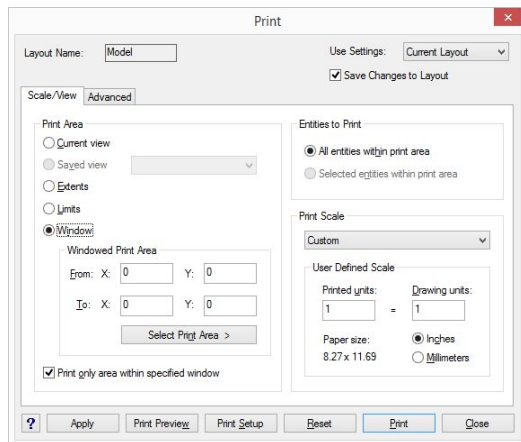 Print
Layout Name: Model
Use Settings: Current Layout
Save Changes to Layout
Scale/View Advanced
Print Area
Current view
Saved view
Extents
Limits
Window
Windowed Print Area
From: X: 0 Y: 0
To: X: 0 Y: 0
Select Print Area >
Print only area within specified window
Entities to Print
All entities within print area
Selected entities within print area
Print Scale
Custom
User Defined Scale
Printed units: Drawing units:
1 = 1
Paper size: Inches
8.27 x 11.69 Millimeters
? Apply Print Preview Print Setup Reset Print Close